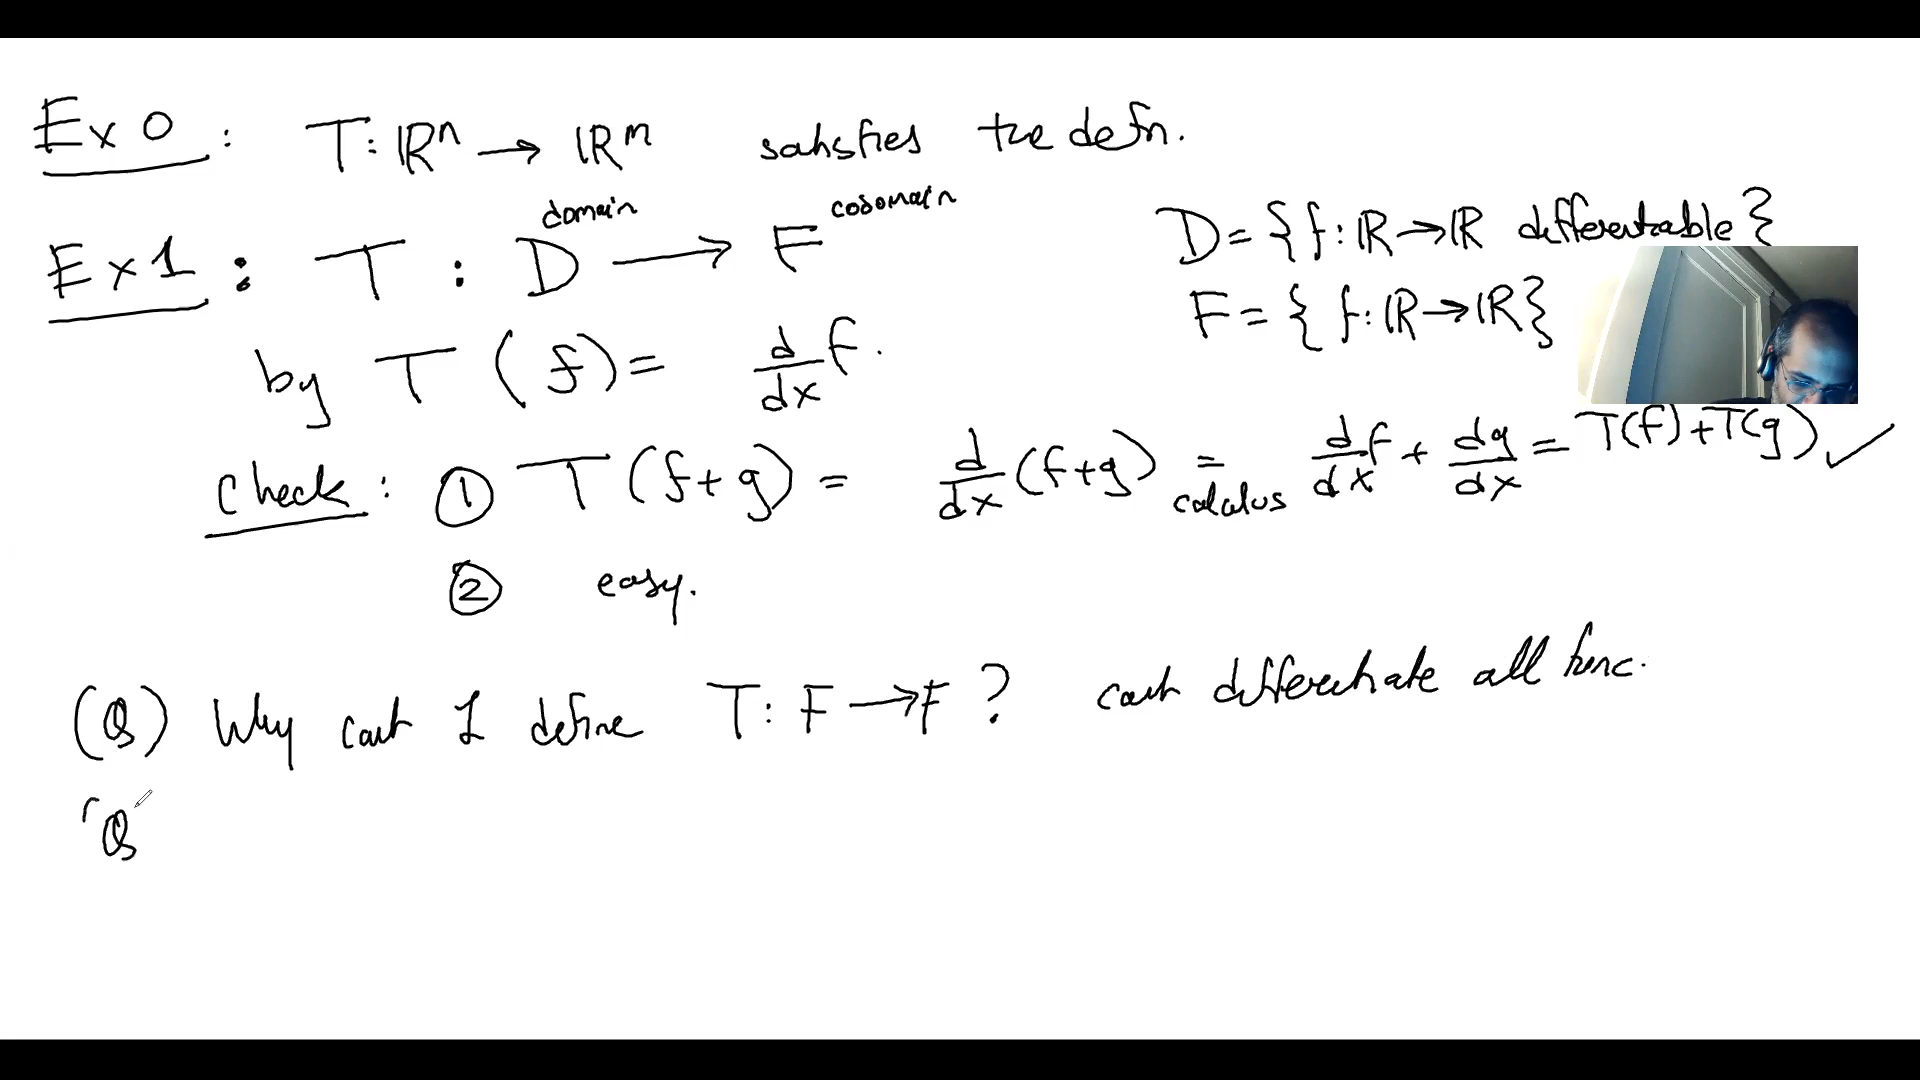 Ex 0 : T: ℝⁿ → ℝᵐ satisfies the defn.
domain codomain
Ex 1 : T : D → F
D = {f: ℝ → ℝ differentiable}
F = {f: ℝ → ℝ}
by T (f) = d/dx f.
Check : ① T (f+g) = d/dx (f+g) = d/dx f + dg/dx = T(f)+T(g) ✓
calculus
② easy.
(Q) Why can't I define T: F → F ? can't differentiate all func.
(Q